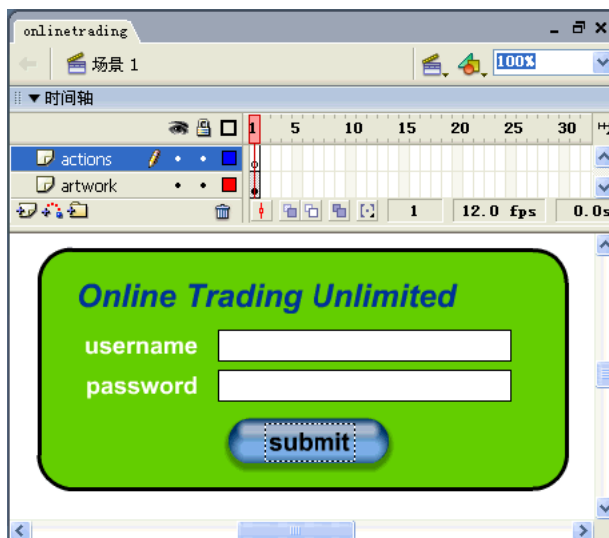 onlinetrading
场景 1
100%
▼时间轴
1 5 10 15 20 25 30
actions
artwork
1 12.0 fps 0.0s
Online Trading Unlimited
username
password
submit